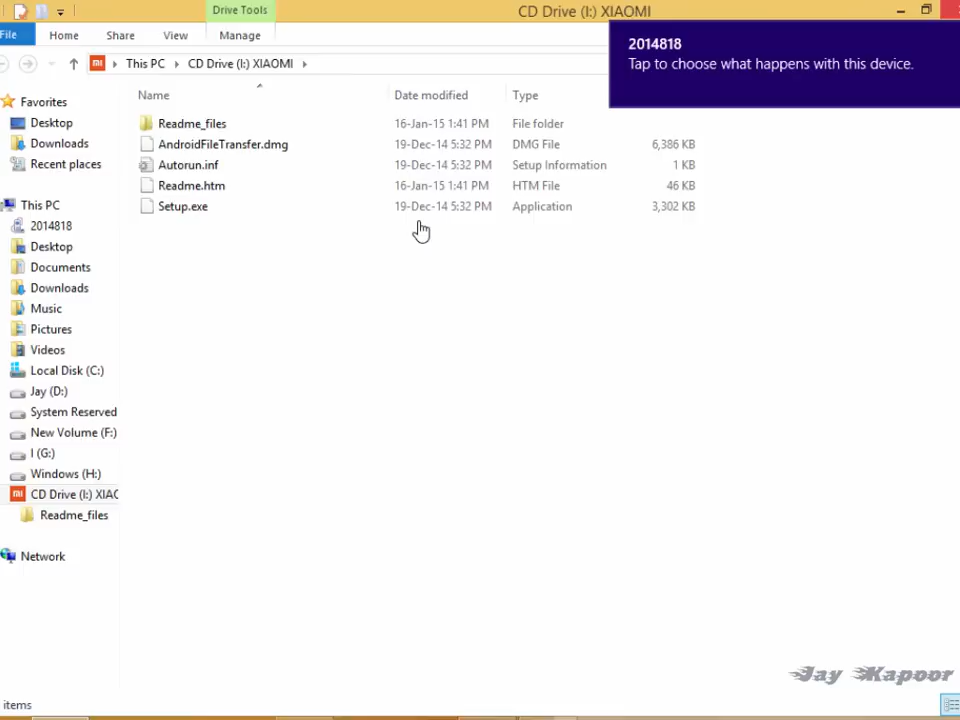 Drive Tools
CD Drive (I:) XIAOMI
File Home Share View Manage
This PC CD Drive (I:) XIAOMI
2014818
Tap to choose what happens with this device.
Name Date modified Type
Readme_files 16-Jan-15 1:41 PM File folder
AndroidFileTransfer.dmg 19-Dec-14 5:32 PM DMG File 6,386 KB
Autorun.inf 19-Dec-14 5:32 PM Setup Information 1 KB
Readme.htm 16-Jan-15 1:41 PM HTM File 46 KB
Setup.exe 19-Dec-14 5:32 PM Application 3,302 KB
Favorites
Desktop
Downloads
Recent places
This PC
2014818
Desktop
Documents
Downloads
Music
Pictures
Videos
Local Disk (C:)
Jay (D:)
System Reserved
New Volume (F:)
I (G:)
Windows (H:)
CD Drive (I:) XIAO
Readme_files
Network
Jay Kapoor
items